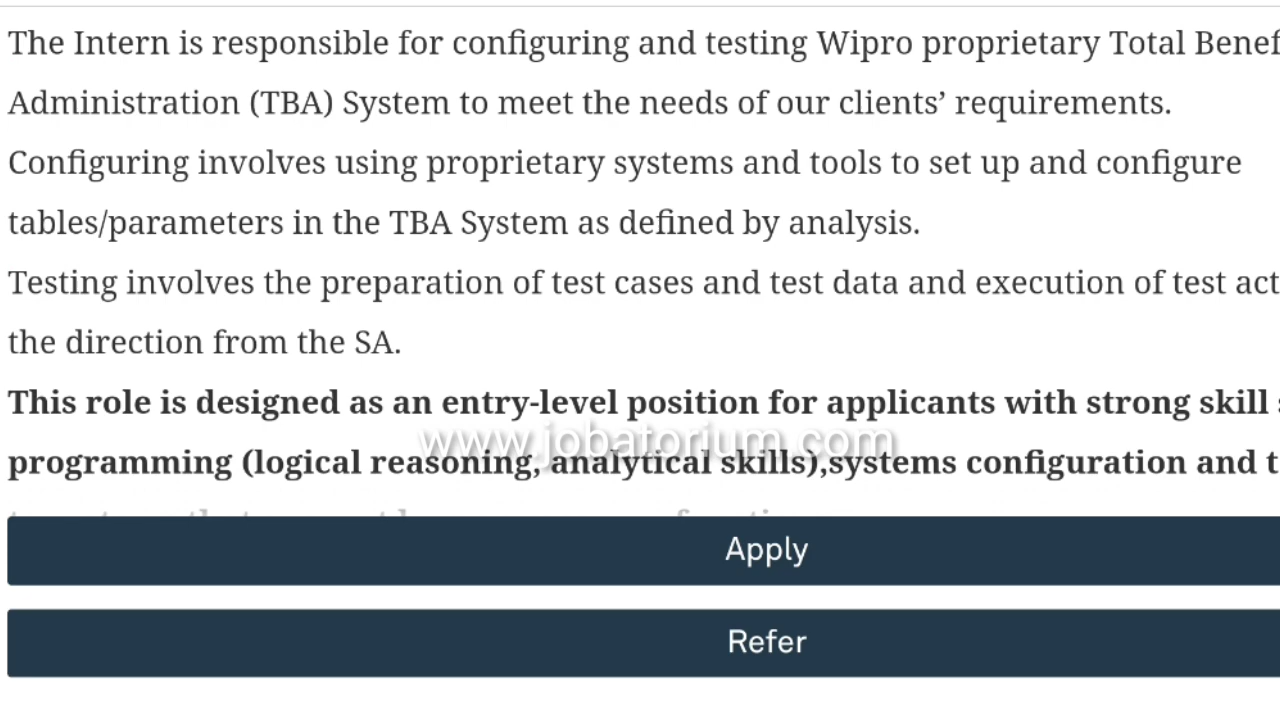 The Intern is responsible for configuring and testing Wipro proprietary Total Benef
Administration (TBA) System to meet the needs of our clients’ requirements.
Configuring involves using proprietary systems and tools to set up and configure
tables/parameters in the TBA System as defined by analysis.
Testing involves the preparation of test cases and test data and execution of test act
the direction from the SA.
This role is designed as an entry-level position for applicants with strong skill
www.jobatorium.com
programming (logical reasoning, analytical skills),systems configuration and t
Apply
Refer